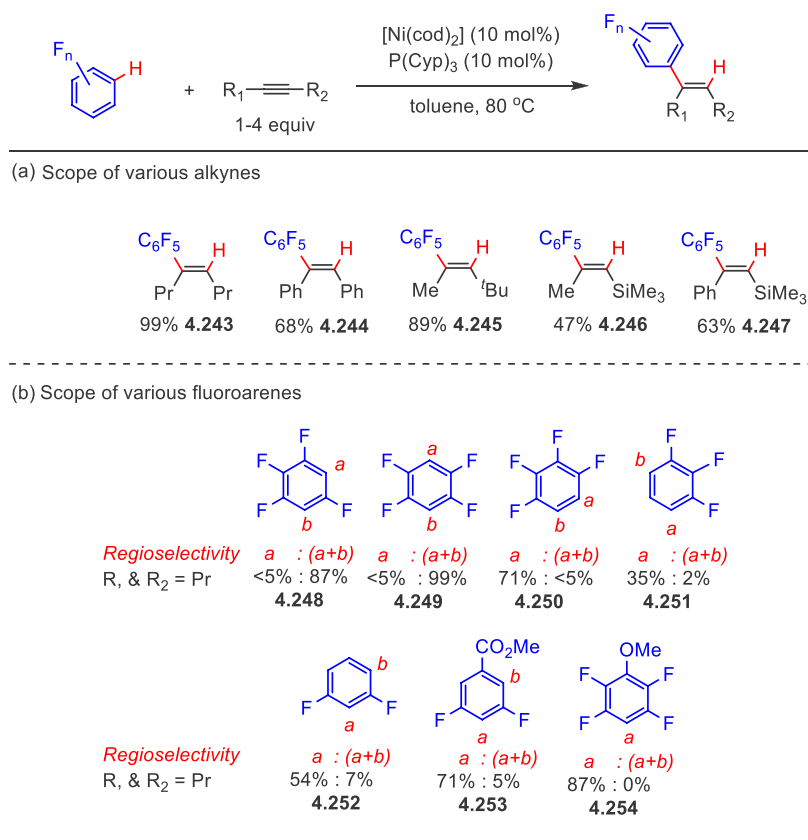 Fn
H
+
R1
R2
1-4 equiv
[Ni(cod)2] (10 mol%)
P(Cyp)3 (10 mol%)
toluene, 80 oC
Fn
H
R1
R2
(a) Scope of various alkynes
C6F5 H
Pr Pr
99% 4.243
C6F5 H
Ph Ph
68% 4.244
C6F5 H
Me tBu
89% 4.245
C6F5 H
Me SiMe3
47% 4.246
C6F5 H
Ph SiMe3
63% 4.247
(b) Scope of various fluoroarenes
F
F a
F F
b
a
F F
F F
b
F
F F
F a
b
F
b F
F
a
Regioselectivity a : (a+b) a : (a+b) a : (a+b) a : (a+b)
R, & R2 = Pr <5% : 87% <5% : 99% 71% : <5% 35% : 2%
4.248 4.249 4.250 4.251
b
F F
a
CO2Me
b
F F
a
OMe
F F
F F
a
Regioselectivity a : (a+b) a : (a+b) a : (a+b)
R, & R2 = Pr 54% : 7% 71% : 5% 87% : 0%
4.252 4.253 4.254